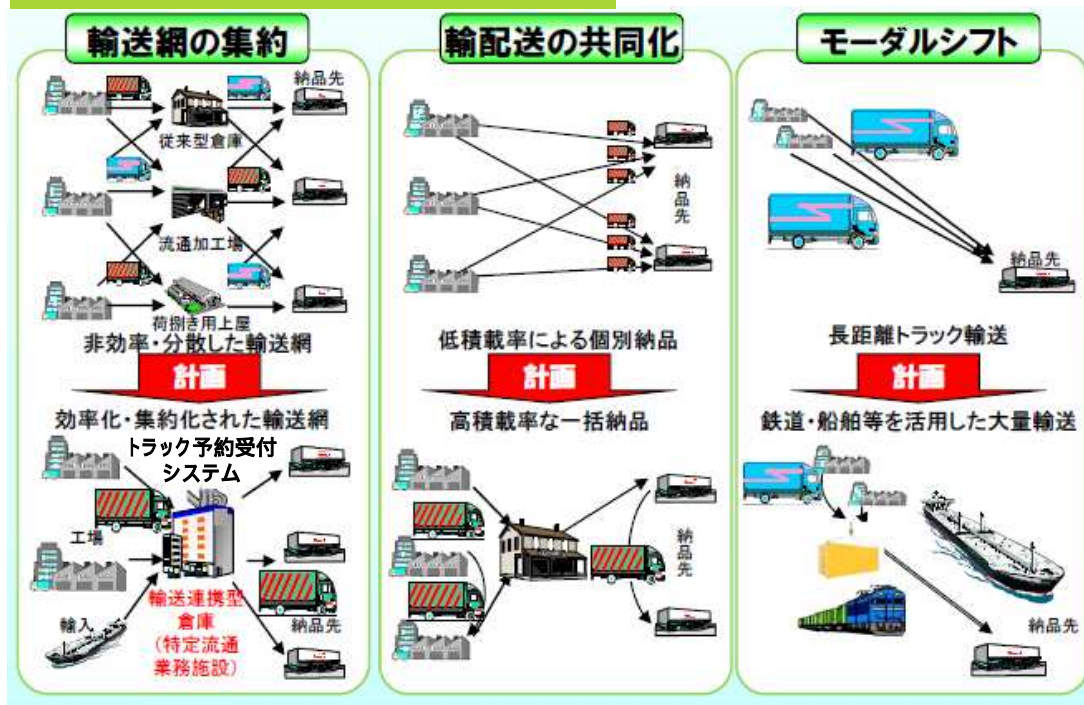 輸送網の集約
納品先
従来型倉庫
流通加工場
荷捌き用上屋
非効率・分散した輸送網
計画
効率化・集約化された輸送網
トラック予約受付
システム
工場
輸入
輸送連携型
倉庫
(特定流通
業務施設)
納品先
輸配送の共同化
納品先
低積載率による個別納品
計画
高積載率な一括納品
納品先
モーダルシフト
納品先
長距離トラック輸送
計画
鉄道・船舶等を活用した大量輸送
納品先